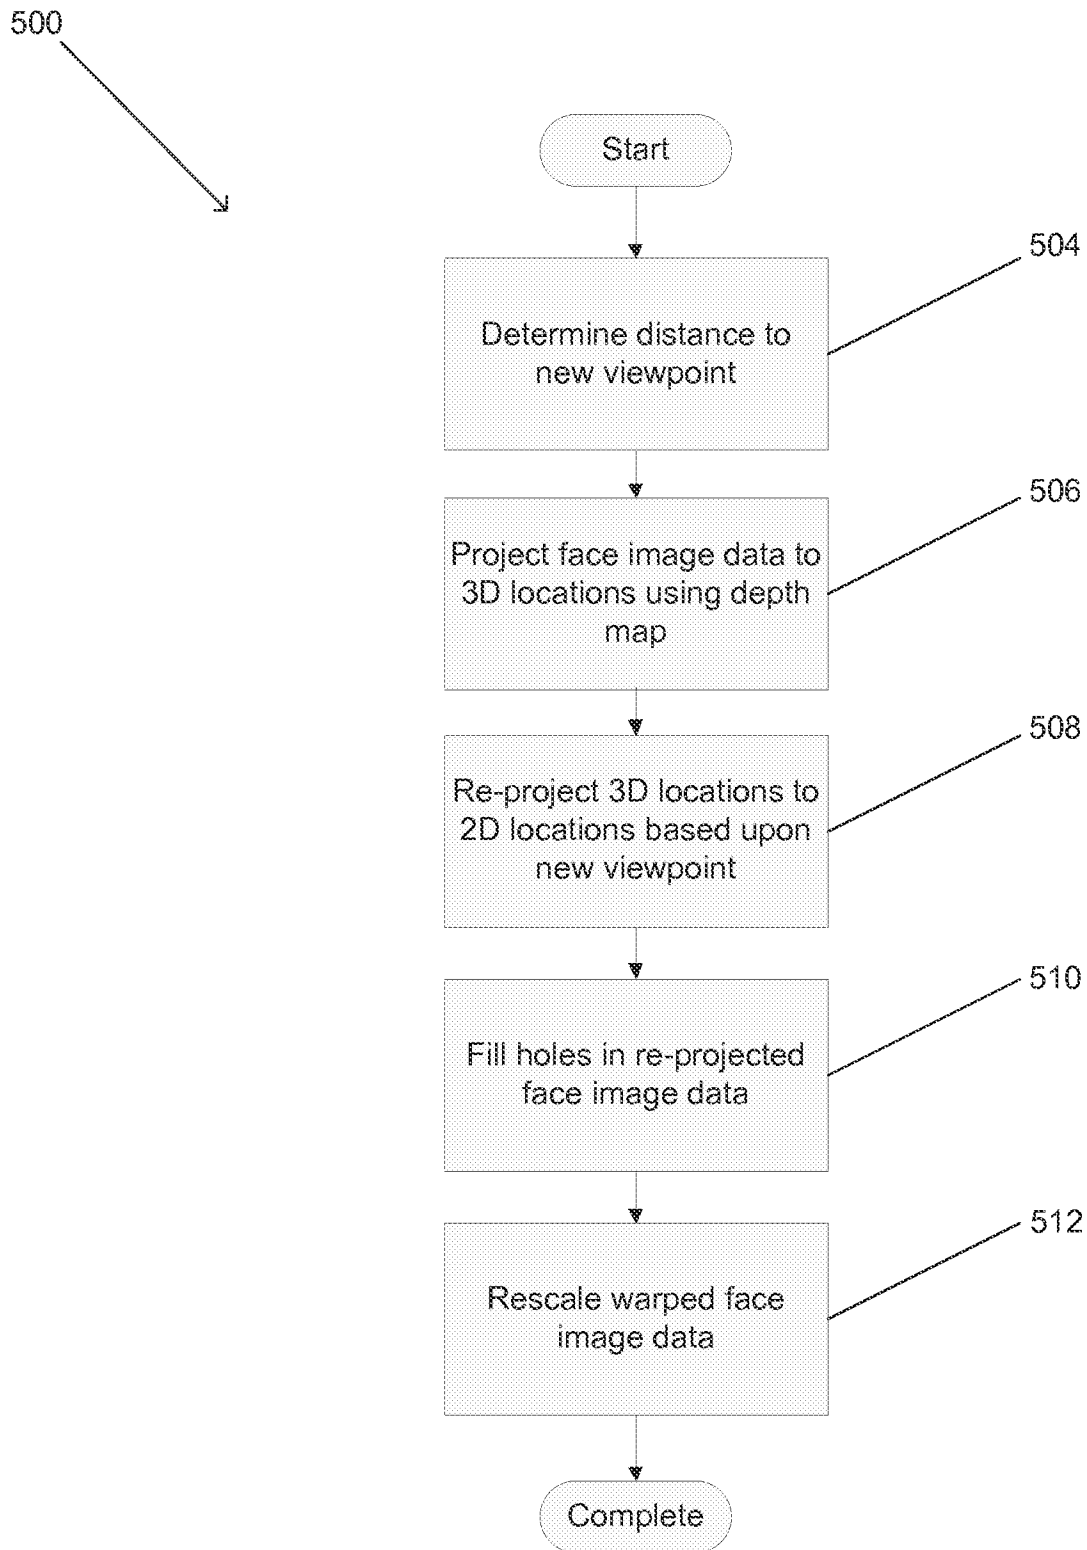 500
Start
504
Determine distance to
new viewpoint
506
Project face image data to
3D locations using depth
map
508
Re-project 3D locations to
2D locations based upon
new viewpoint
510
Fill holes in re-projected
face image data
512
Rescale warped face
image data
Complete